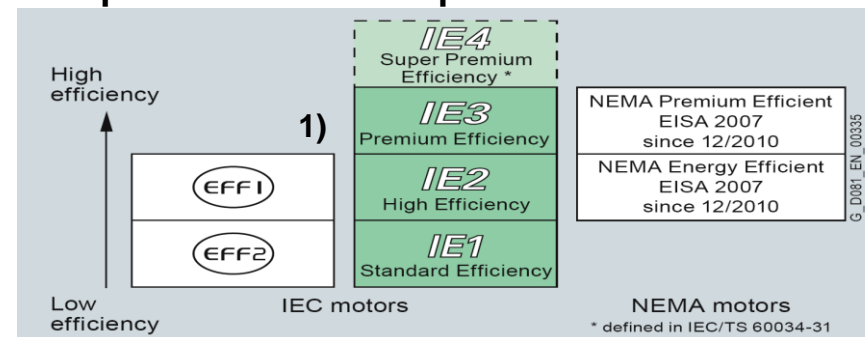 High
efficiency
1)
IE4
Super Premium
Efficiency *
IE3
Premium Efficiency
IE2
High Efficiency
IE1
Standard Efficiency
EFF1
EFF2
NEMA Premium Efficient
EISA 2007
since 12/2010
NEMA Energy Efficient
EISA 2007
since 12/2010
G_D081_EN_00335
Low
efficiency
IEC motors
NEMA motors
* defined in IEC/TS 60034-31